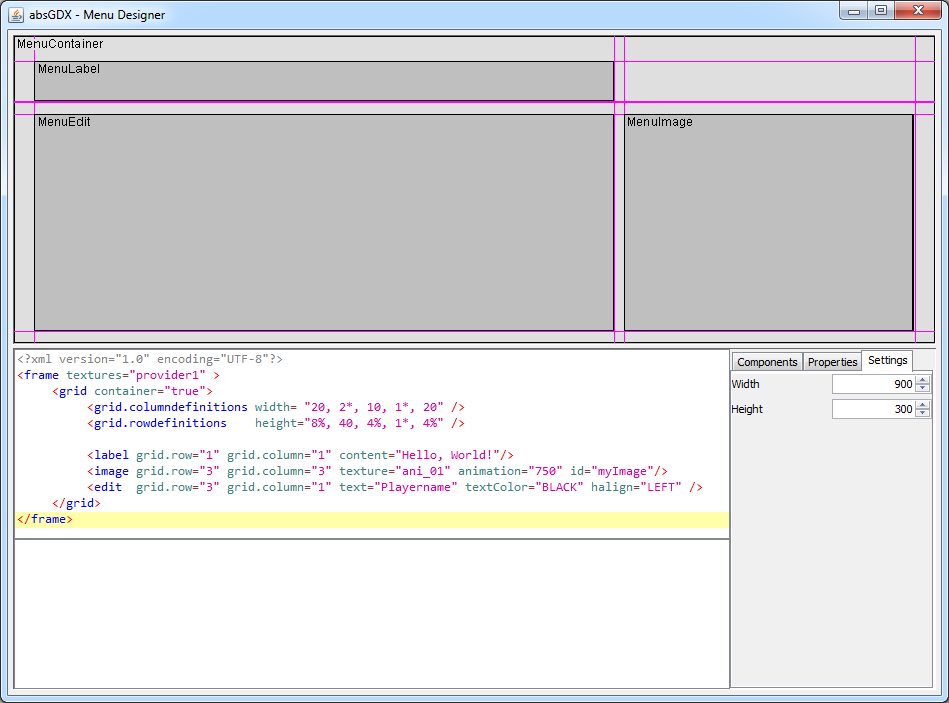 absGDX - Menu Designer
MenuContainer
MenuLabel
MenuEdit
MenuImage
<?xml version="1.0" encoding="UTF-8"?>
<frame textures="provider1" >
<grid container="true">
<grid.columndefinitions width= "20, 2*, 10, 1*, 20" />
<grid.rowdefinitions height="8%, 40, 4%, 1*, 4%" />
<label grid.row="1" grid.column="1" content="Hello, World!"/>
<image grid.row="3" grid.column="3" texture="ani_01" animation="750" id="myImage"/>
<edit grid.row="3" grid.column="1" text="Playername" textColor="BLACK" halign="LEFT" />
</grid>
</frame>
Components Properties Settings
Width 900
Height 300